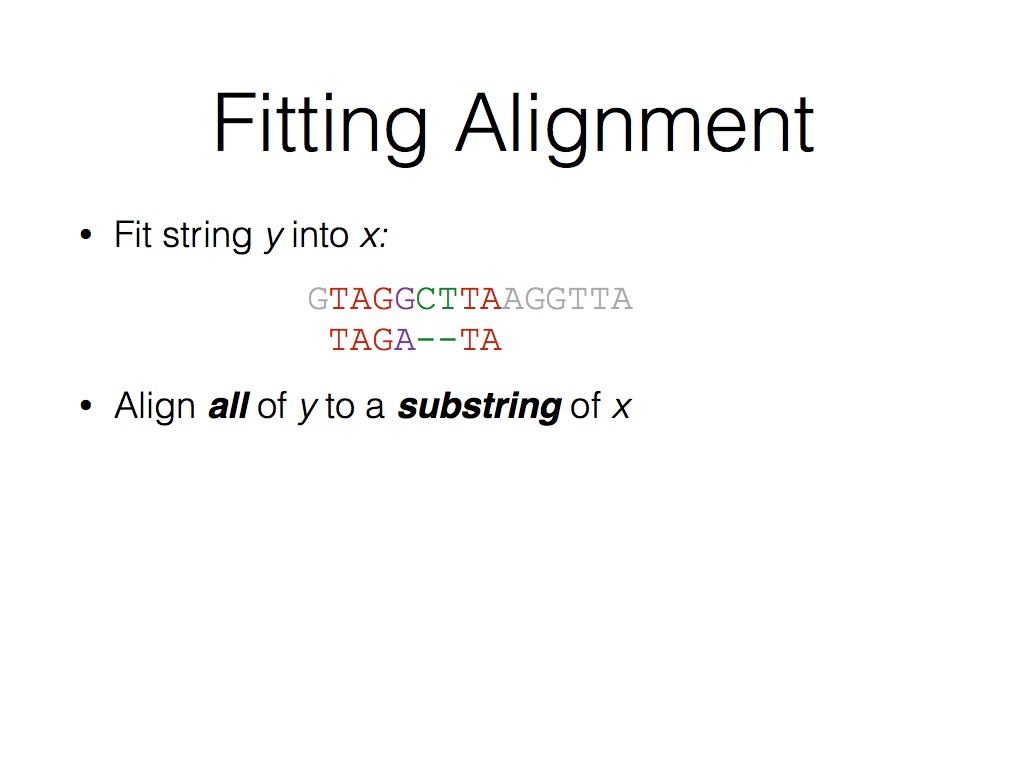 Fitting Alignment
• Fit string y into x:
GTAGGCTTAAGGTTA
TAGA--TA
• Align all of y to a substring of x